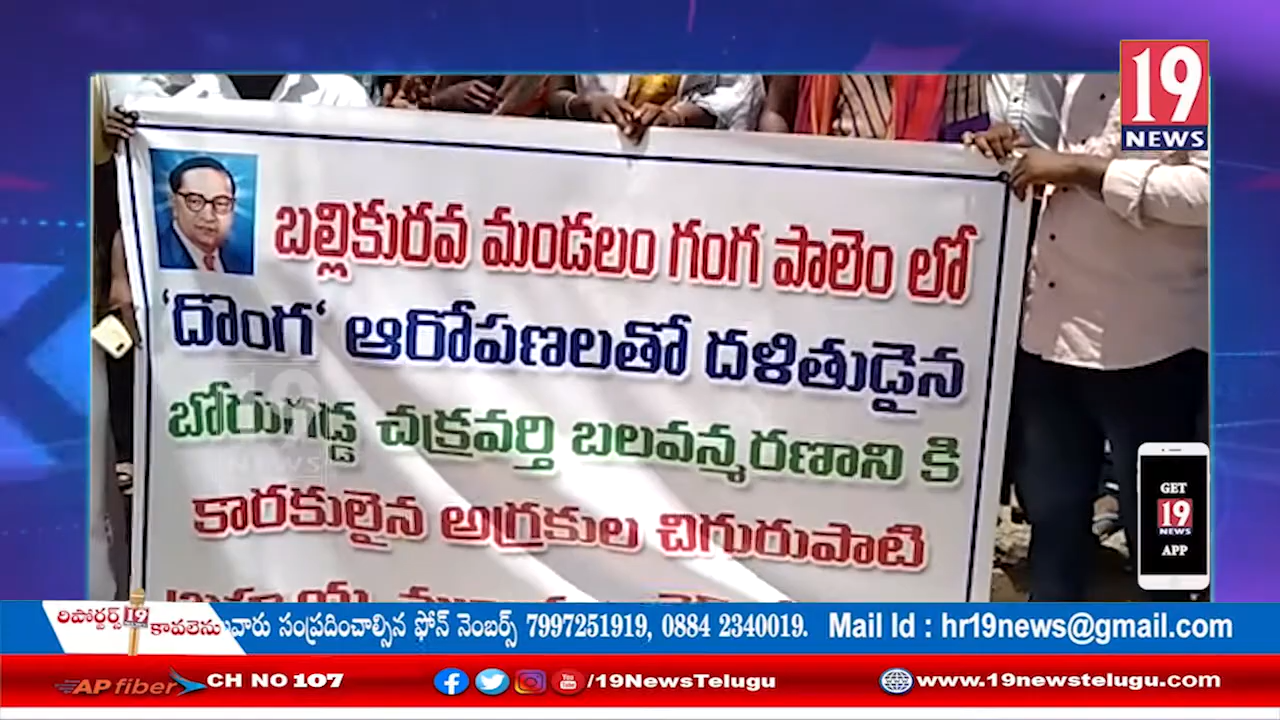 19
NEWS
బల్లికురవ మండలం గంగ పాలెం లో
'దొంగ' ఆరోపణలతో దళితుడైన
బోరుగడ్డ చక్రవర్తి బలవన్మరణాని కి
కారకులైన అగ్రకుల చిగురుపాటి
GET
19
NEWS
APP
రిపోర్టర్స్ 19
కావలెను
వారు సంప్రదించాల్సిన ఫోన్ నెంబర్స్ 7997251919, 0884 2340019. Mail Id : hr19news@gmail.com
AP fiber CH NO 107 /19NewsTelugu www.19newstelugu.com